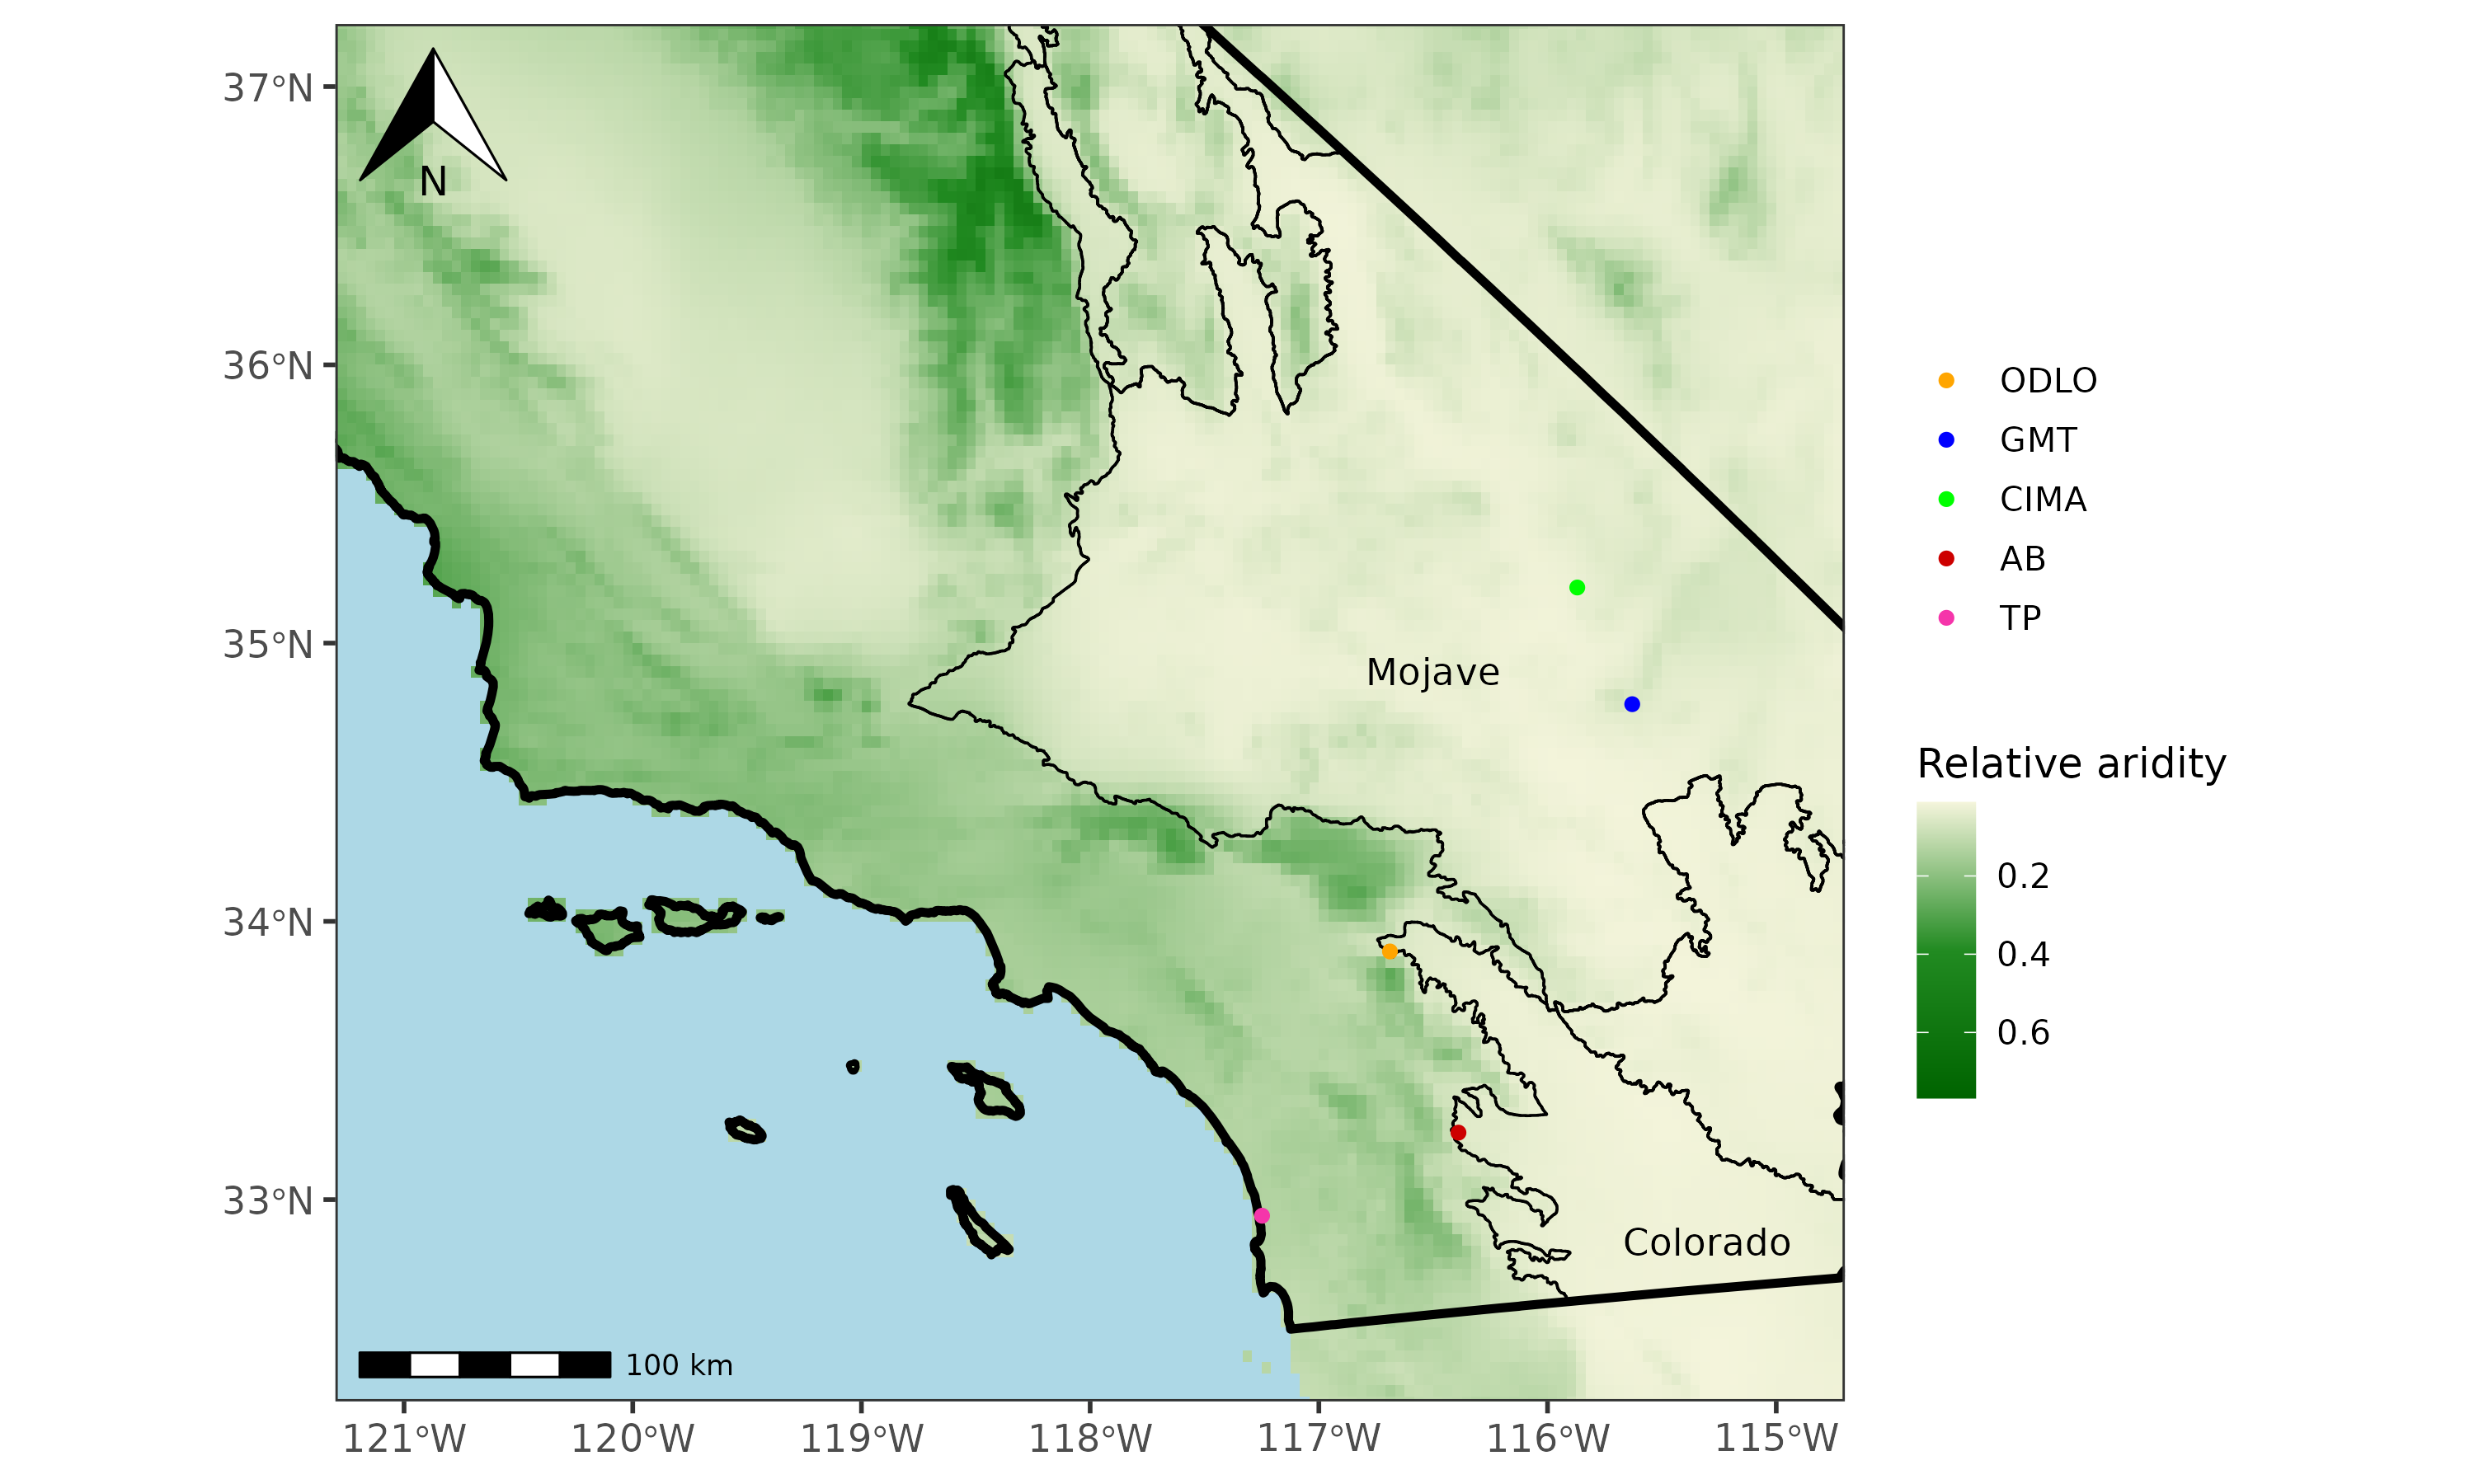 37°N
36°N
35°N
34°N
33°N
N
Mojave
Colorado
100 km
121°W 120°W 119°W 118°W 117°W 116°W 115°W
ODLO
GMT
CIMA
AB
TP
Relative aridity
0.2
0.4
0.6